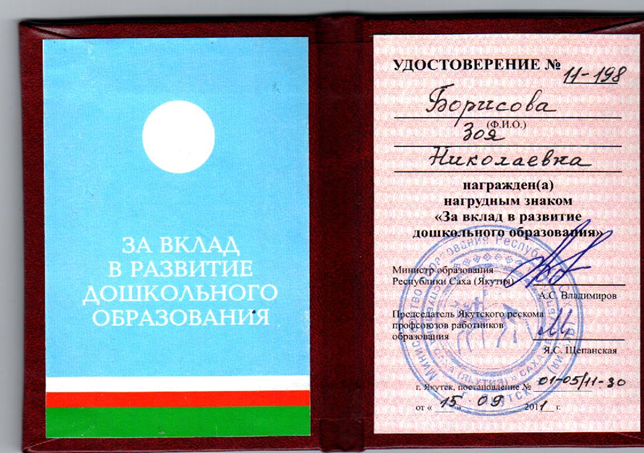 ЗА ВКЛАД
В РАЗВИТИЕ
ДОШКОЛЬНОГО
ОБРАЗОВАНИЯ
УДОСТОВЕРЕНИЕ № 11-198
Борисова
(Ф.И.О.)
Зоя
Николаевна
награжден(а)
нагрудным знаком
«За вклад в развитие
дошкольного образования»
Министр образования
Республики Саха (Якутия)
А.С. Владимиров
Председатель Якутского рескома
профсоюзов работников
образования
Я.С. Щепанская
г. Якутск, постановление № 01-05/11-30
от « 15 » 09 2011 г.